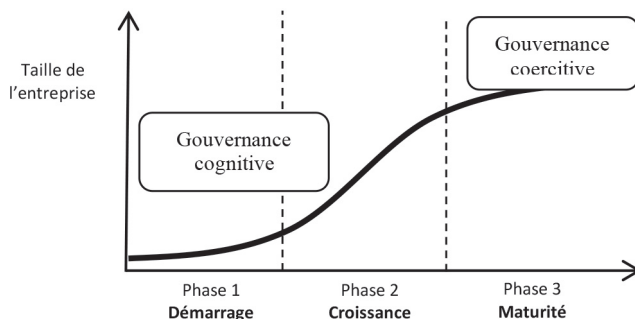 Taille de
l'entreprise
Gouvernance
coercitive
Gouvernance
cognitive
Phase 1
Démarrage
Phase 2
Croissance
Phase 3
Maturité